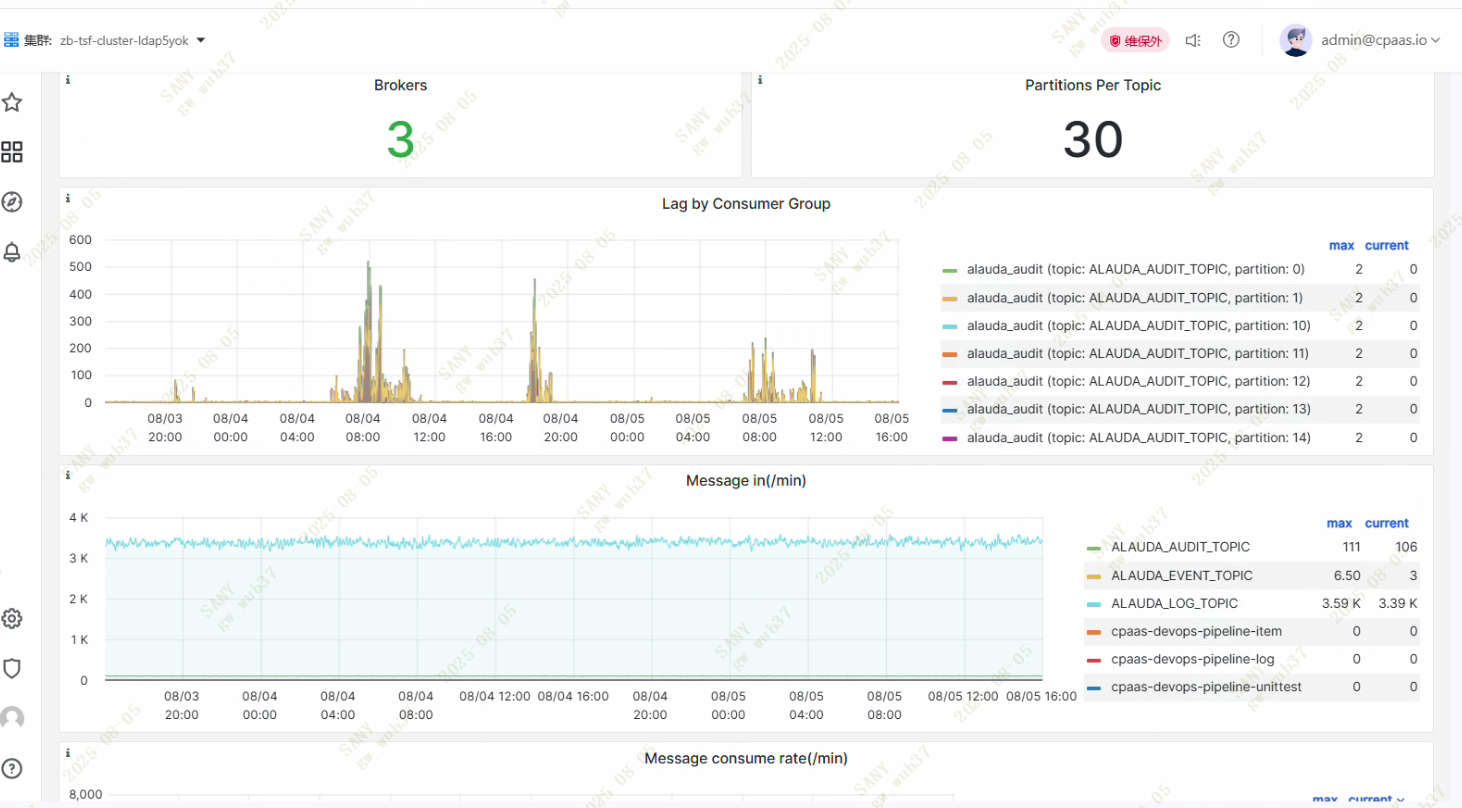 集群: zb-tsf-cluster-ldap5yok
维保外
admin@cpaas.io
Brokers
3
Partitions Per Topic
30
Lag by Consumer Group
600
500
400
300
200
100
0
08/03 08/04 08/04 08/04 08/04 08/04 08/04 08/05 08/05 08/05 08/05 08/05
20:00 00:00 04:00 08:00 12:00 16:00 20:00 00:00 04:00 08:00 12:00 16:00
max current
alauda_audit (topic: ALAUDA_AUDIT_TOPIC, partition: 0) 2 0
alauda_audit (topic: ALAUDA_AUDIT_TOPIC, partition: 1) 2 0
alauda_audit (topic: ALAUDA_AUDIT_TOPIC, partition: 10) 2 0
alauda_audit (topic: ALAUDA_AUDIT_TOPIC, partition: 11) 2 0
alauda_audit (topic: ALAUDA_AUDIT_TOPIC, partition: 12) 2 0
alauda_audit (topic: ALAUDA_AUDIT_TOPIC, partition: 13) 2 0
alauda_audit (topic: ALAUDA_AUDIT_TOPIC, partition: 14) 2 0
Message in(/min)
4 K
3 K
2 K
1 K
0
08/03 08/04 08/04 08/04 08/04 12:00 08/04 16:00 08/04 08/05 08/05 08/05 08/05 12:00 08/05 16:00
20:00 00:00 04:00 08:00 20:00 00:00 04:00 08:00
max current
ALAUDA_AUDIT_TOPIC 111 106
ALAUDA_EVENT_TOPIC 6.50 3
ALAUDA_LOG_TOPIC 3.59 K 3.39 K
cpaas-devops-pipeline-item 0 0
cpaas-devops-pipeline-log 0 0
cpaas-devops-pipeline-unittest 0 0
Message consume rate(/min)
8,000
max current
SANY
gw_wub37
2025-08-05